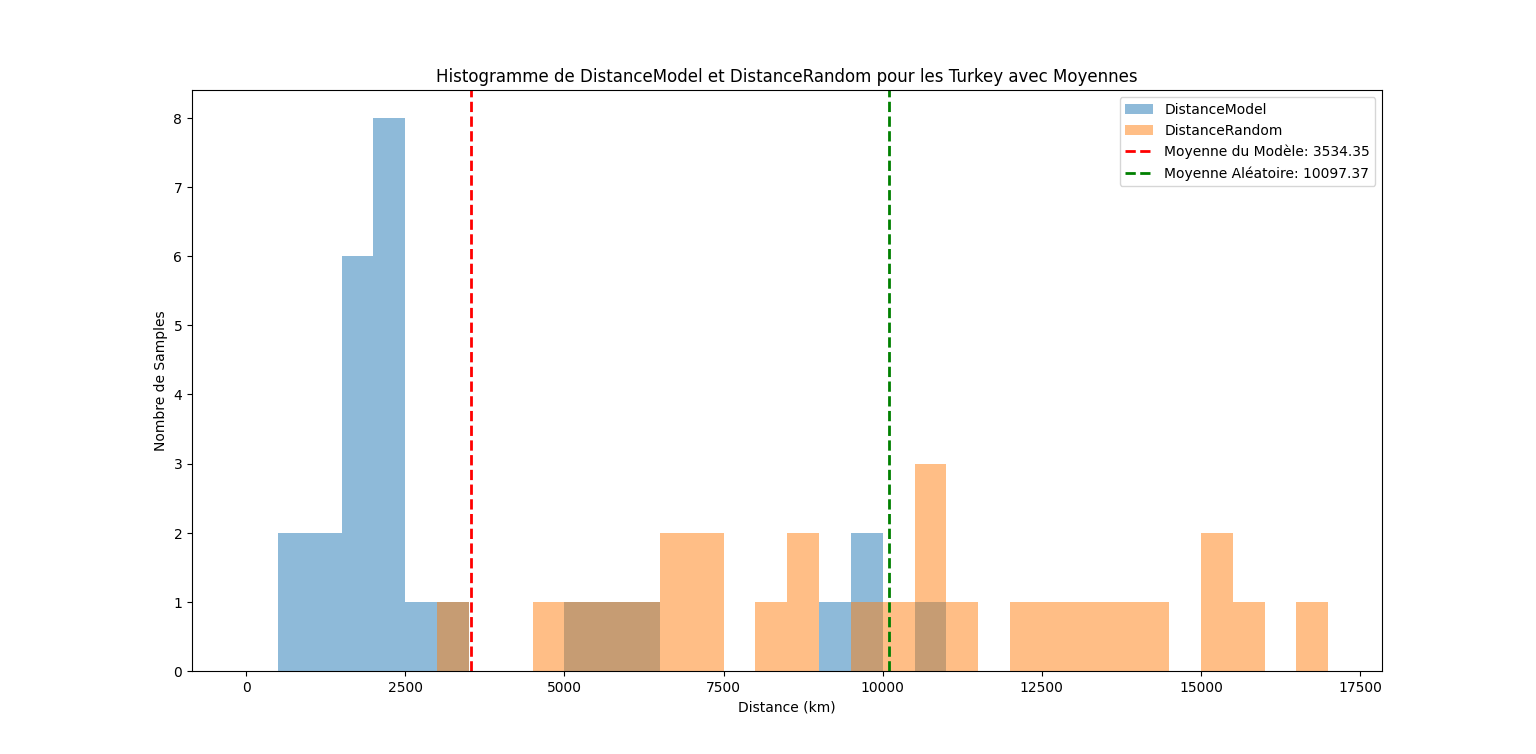 Histogramme de DistanceModel et DistanceRandom pour les Turkey avec Moyennes
DistanceModel
DistanceRandom
Moyenne du Modèle: 3534.35
Moyenne Aléatoire: 10097.37
Nombre de Samples
8
7
6
5
4
3
2
1
0
0 2500 5000 7500 10000 12500 15000 17500
Distance (km)